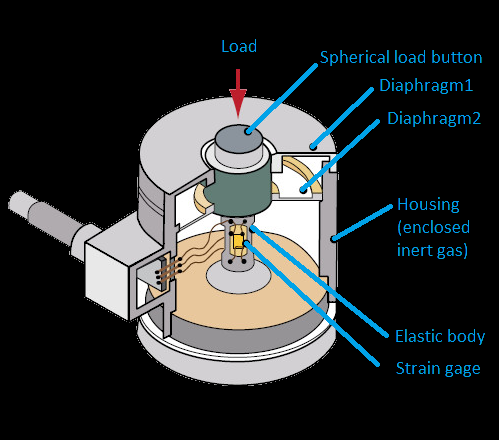 Load
Spherical load button
Diaphragm1
Diaphragm2
Housing
(enclosed
inert gas)
Elastic body
Strain gage